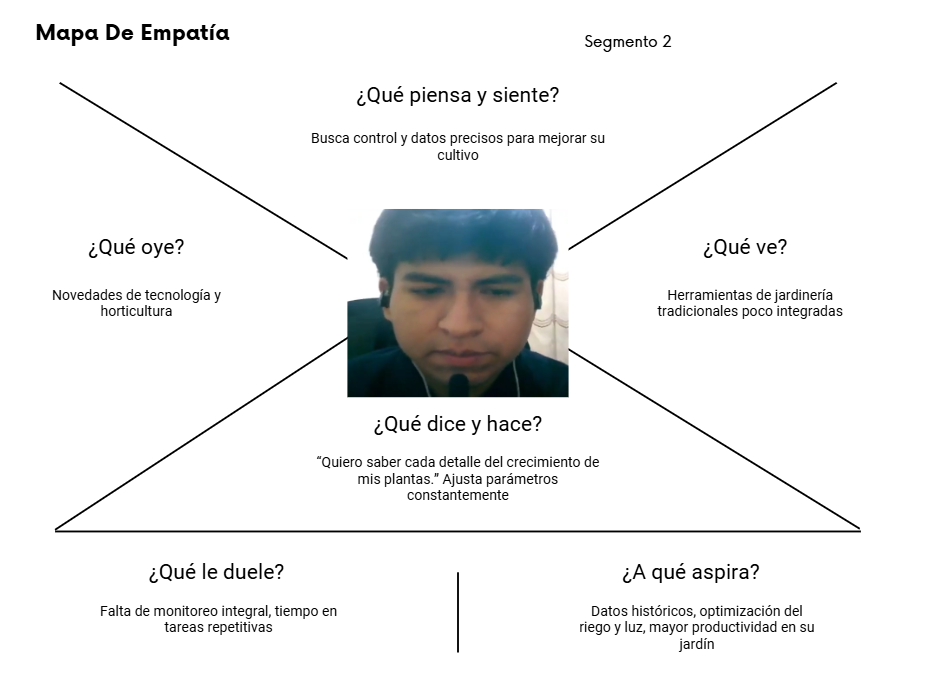 Mapa De Empatía
Segmento 2
¿Qué piensa y siente?
Busca control y datos precisos para mejorar su
cultivo
¿Qué oye?
Novedades de tecnología y
horticultura
¿Qué ve?
Herramientas de jardinería
tradicionales poco integradas
¿Qué dice y hace?
“Quiero saber cada detalle del crecimiento de
mis plantas.” Ajusta parámetros
constantemente
¿Qué le duele?
Falta de monitoreo integral, tiempo en
tareas repetitivas
¿A qué aspira?
Datos históricos, optimización del
riego y luz, mayor productividad en su
jardín